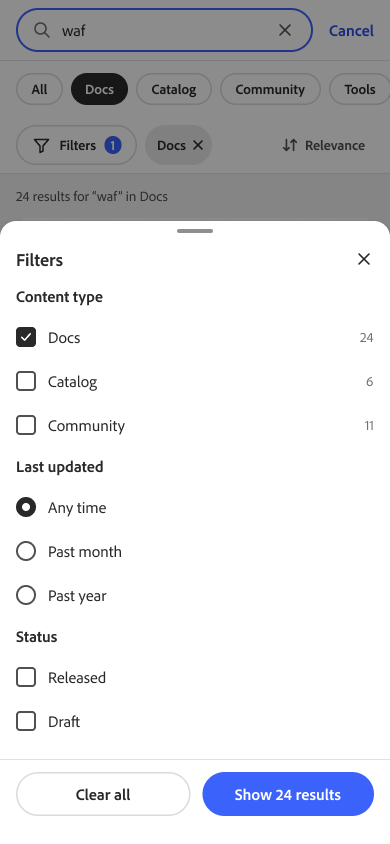 waf
Cancel
All
Docs
Catalog
Community
Tools
Filters 1
Docs
Relevance
24 results for “waf” in Docs
Filters
Content type
Docs 24
Catalog 6
Community 11
Last updated
Any time
Past month
Past year
Status
Released
Draft
Clear all
Show 24 results